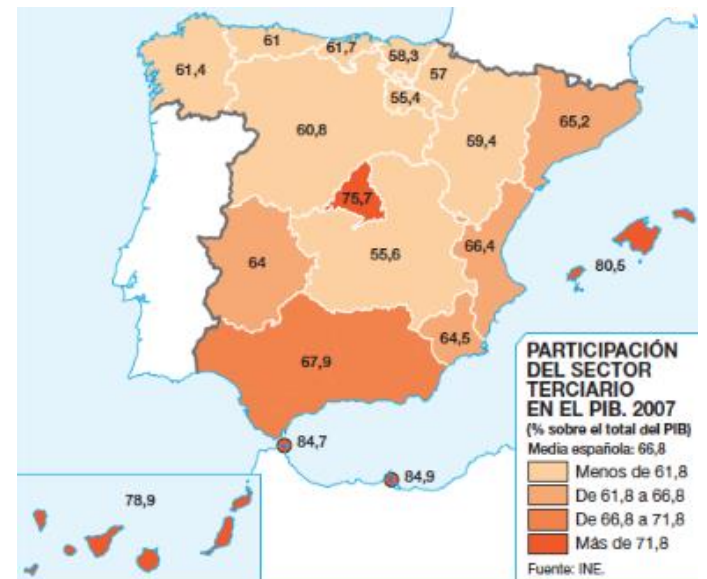 61
61,7
58,3
57
61,4
55,4
65,2
60,8
59,4
75,7
66,4
64
55,6
80,5
64,5
67,9
84,7
84,9
78,9
PARTICIPACIÓN
DEL SECTOR
TERCIARIO
EN EL PIB. 2007
(% sobre el total del PIB)
Media española: 66,8
Menos de 61,8
De 61,8 a 66,8
De 66,8 a 71,8
Más de 71,8
Fuente: INE.